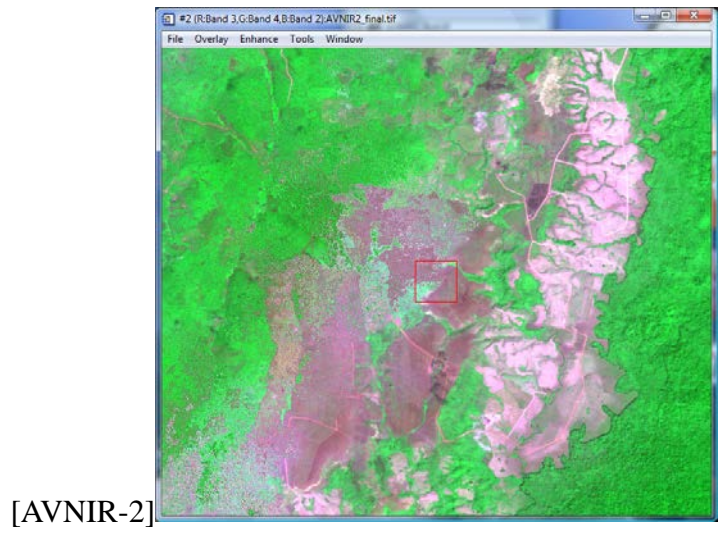 #2 (R:Band 3,G:Band 4,B:Band 2):AVNIR2_final.tif
File Overlay Enhance Tools Window
[AVNIR-2]